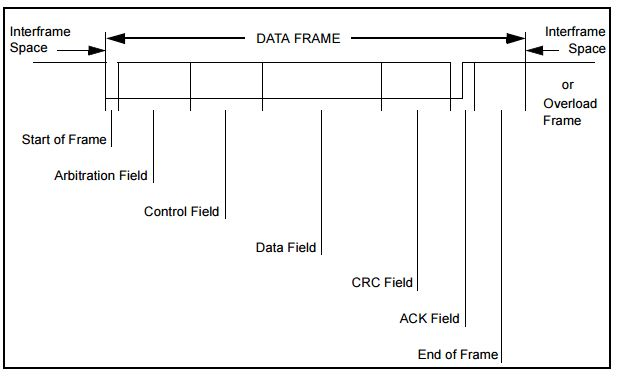 Interframe
Space
DATA FRAME
Interframe
Space
or
Overload
Frame
Start of Frame
Arbitration Field
Control Field
Data Field
CRC Field
ACK Field
End of Frame